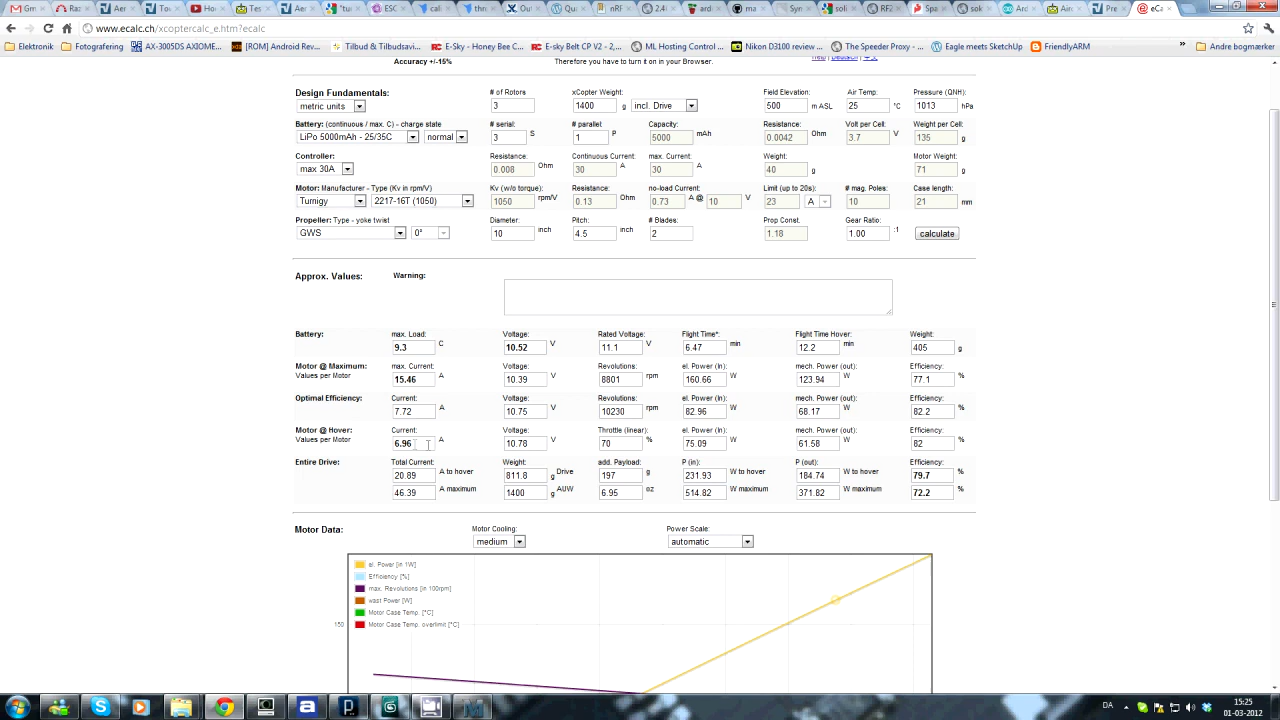 www.ecalc.ch/xcoptercalc_e.htm?ecalc
Elektronik Fotografering AX-3005DS AXIOME... [ROM] Android Rev... Tilbud & Tilbudsavi... E-Sky - Honey Bee C... E-sky Belt CP V2 - 2,... ML Hosting Control ... Nikon D3100 review ... The Speeder Proxy - ... Eagle meets SketchUp FriendlyARM » Andre bogmærker
Accuracy +/-15% Therefore you have to turn it on in your Browser. Help | Deutsch | 中文
Design Fundamentals: # of Rotors xCopter Weight: Field Elevation: Air Temp: Pressure (QNH):
metric units 3 1400 g incl. Drive 500 m ASL 25 °C 1013 hPa
Battery: (continuous / max. C) - charge state # serial: # parallel: Capacity: Resistance: Volt per Cell: Weight per Cell:
LiPo 5000mAh - 25/35C normal 3 S 1 P 5000 mAh 0.0042 Ohm 3.7 V 135 g
Controller: Resistance: Continuous Current: max. Current: Weight: Motor Weight:
max 30A 0.008 Ohm 30 A 30 A 40 g 71 g
Motor: Manufacturer - Type (Kv in rpm/V) Kv (w/o torque): Resistance: no-load Current: Limit (up to 20s): # mag. Poles: Case length:
Turnigy 2217-16T (1050) 1050 rpm/V 0.13 Ohm 0.73 A @ 10 V 23 A 10 21 mm
Propeller: Type - yoke twist Diameter: Pitch: # Blades: Prop Const. Gear Ratio:
GWS 0° 10 inch 4.5 inch 2 1.18 1.00 :1 calculate
Approx. Values: Warning:
Battery: max. Load: Voltage: Rated Voltage: Flight Time*: Flight Time Hover: Weight:
9.3 C 10.52 V 11.1 V 6.47 min 12.2 min 405 g
Motor @ Maximum: max. Current: Voltage: Revolutions: el. Power (In): mech. Power (out): Efficiency:
Values per Motor 15.46 A 10.39 V 8801 rpm 160.66 W 123.94 W 77.1 %
Optimal Efficiency: Current: Voltage: Revolutions: el. Power (In): mech. Power (out): Efficiency:
7.72 A 10.75 V 10230 rpm 82.96 W 68.17 W 82.2 %
Motor @ Hover: Current: Voltage: Throttle (linear): el. Power (In): mech. Power (out): Efficiency:
Values per Motor 6.96 A 10.78 V 70 % 75.09 W 61.58 W 82 %
Entire Drive: Total Current: Weight: add. Payload: P (in): P (out): Efficiency:
20.89 A to hover 811.8 g Drive 197 g 231.93 W to hover 184.74 W to hover 79.7 %
46.39 A maximum 1400 g AUW 6.95 oz 514.82 W maximum 371.82 W maximum 72.2 %
Motor Data: Motor Cooling: Power Scale:
medium automatic
el. Power [in 1W]
Efficiency [%]
max. Revolutions [in 100rpm]
wast Power [W]
Motor Case Temp. [°C]
150 Motor Case Temp. overlimit [°C]
DA 15:25
01-03-2012